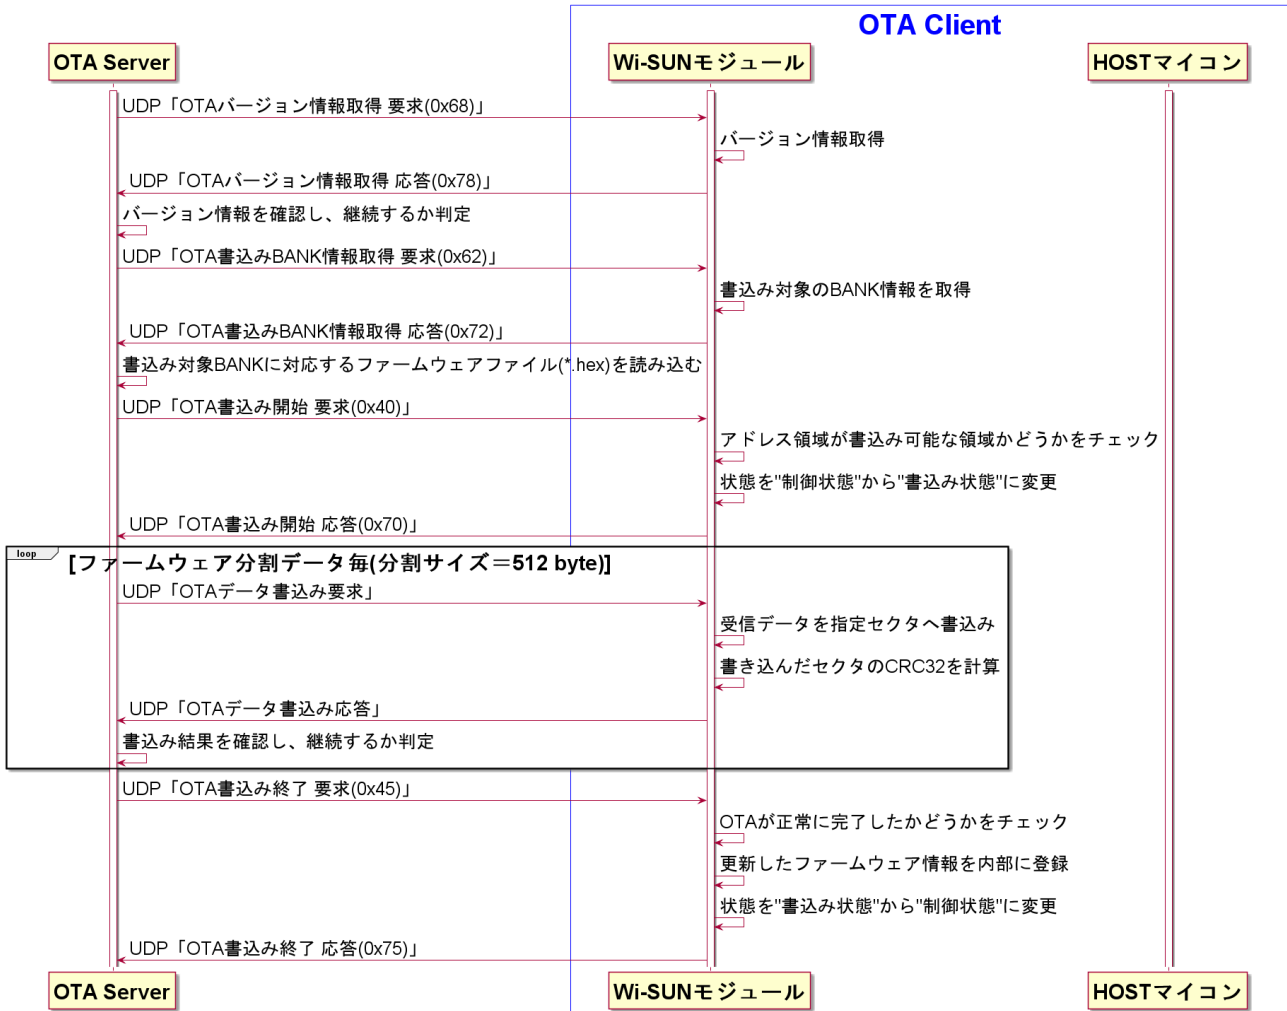 OTA Client
OTA Server
Wi-SUNモジュール
HOSTマイコン
UDP「OTAバージョン情報取得 要求(0x68)」
バージョン情報取得
UDP「OTAバージョン情報取得 応答(0x78)」
バージョン情報を確認し、継続するか判定
UDP「OTA書込みBANK情報取得 要求(0x62)」
書込み対象のBANK情報を取得
UDP「OTA書込みBANK情報取得 応答(0x72)」
書込み対象BANKに対応するファームウェアファイル(*.hex)を読み込む
UDP「OTA書込み開始 要求(0x40)」
アドレス領域が書込み可能な領域かどうかをチェック
状態を"制御状態"から"書込み状態"に変更
UDP「OTA書込み開始 応答(0x70)」
loop
[ファームウェア分割データ毎(分割サイズ＝512 byte)]
UDP「OTAデータ書込み要求」
受信データを指定セクタへ書込み
書き込んだセクタのCRC32を計算
UDP「OTAデータ書込み応答」
書込み結果を確認し、継続するか判定
UDP「OTA書込み終了 要求(0x45)」
OTAが正常に完了したかどうかをチェック
更新したファームウェア情報を内部に登録
状態を"書込み状態"から"制御状態"に変更
UDP「OTA書込み終了 応答(0x75)」
OTA Server
Wi-SUNモジュール
HOSTマイコン